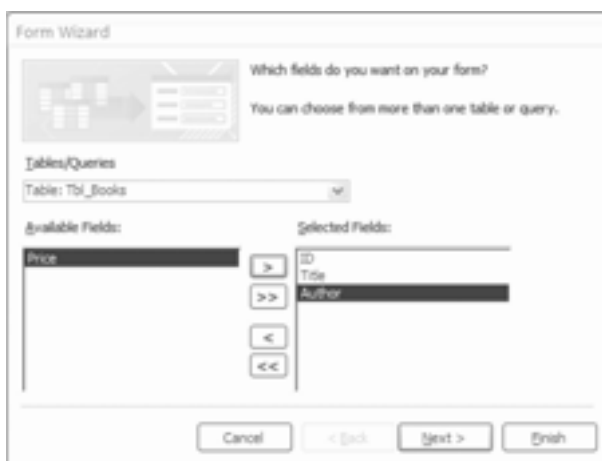 Form Wizard
Which fields do you want on your form?
You can choose from more than one table or query.
Tables/Queries
Table: Tbl_Books
Available Fields:
Selected Fields:
Price
ID
Title
Author
>
>>
<
<<
Cancel
< Back
Next >
Finish